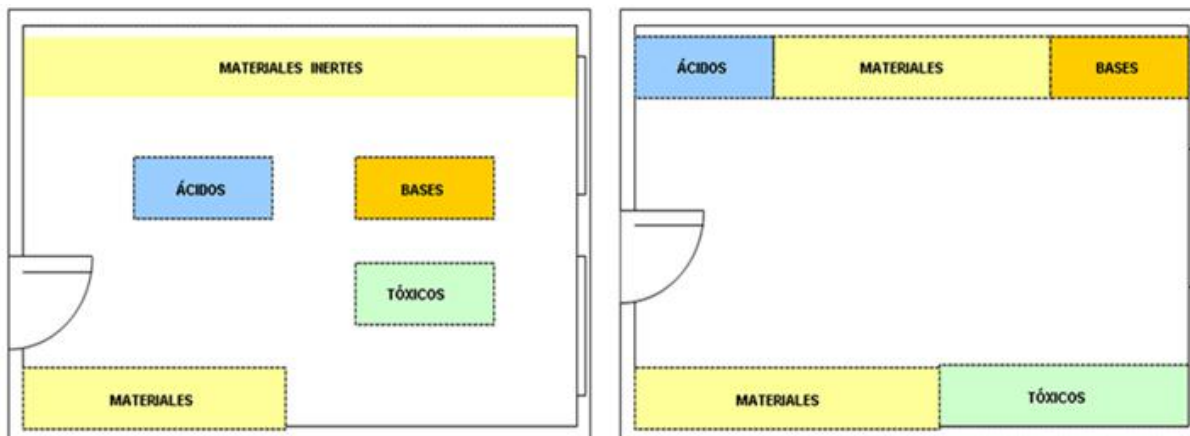 MATERIALES INERTES
ÁCIDOS
BASES
TÓXICOS
MATERIALES
ÁCIDOS
MATERIALES
BASES
MATERIALES
TÓXICOS